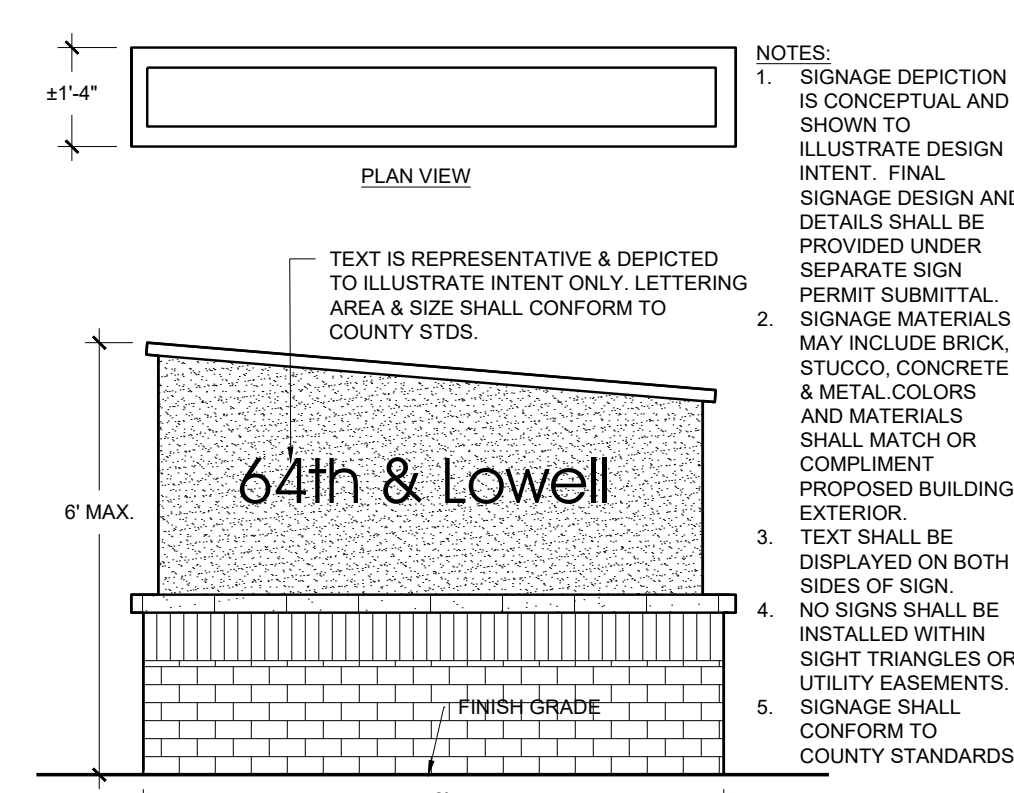 ±1'-4"
PLAN VIEW
TEXT IS REPRESENTATIVE & DEPICTED
TO ILLUSTRATE INTENT ONLY. LETTERING
AREA & SIZE SHALL CONFORM TO
COUNTY STDS.
6' MAX.
64th & Lowell
FINISH GRADE
NOTES:
1. SIGNAGE DEPICTION
IS CONCEPTUAL AND
SHOWN TO
ILLUSTRATE DESIGN
INTENT. FINAL
SIGNAGE DESIGN AND
DETAILS SHALL BE
PROVIDED UNDER
SEPARATE SIGN
PERMIT SUBMITTAL.
2. SIGNAGE MATERIALS
MAY INCLUDE BRICK,
STUCCO, CONCRETE
& METAL.COLORS
AND MATERIALS
SHALL MATCH OR
COMPLIMENT
PROPOSED BUILDING
EXTERIOR.
3. TEXT SHALL BE
DISPLAYED ON BOTH
SIDES OF SIGN.
4. NO SIGNS SHALL BE
INSTALLED WITHIN
SIGHT TRIANGLES OR
UTILITY EASEMENTS.
5. SIGNAGE SHALL
CONFORM TO
COUNTY STANDARDS